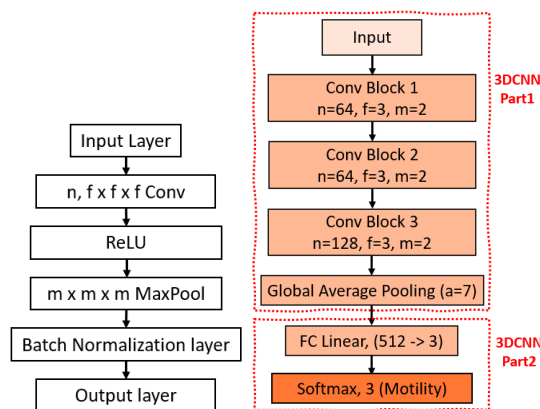 Input Layer
n, f x f x f Conv
ReLU
m x m x m MaxPool
Batch Normalization layer
Output layer
Input
Conv Block 1
n=64, f=3, m=2
Conv Block 2
n=64, f=3, m=2
Conv Block 3
n=128, f=3, m=2
Global Average Pooling (a=7)
3DCNN
Part1
FC Linear, (512 -> 3)
Softmax, 3 (Motility)
3DCNN
Part2